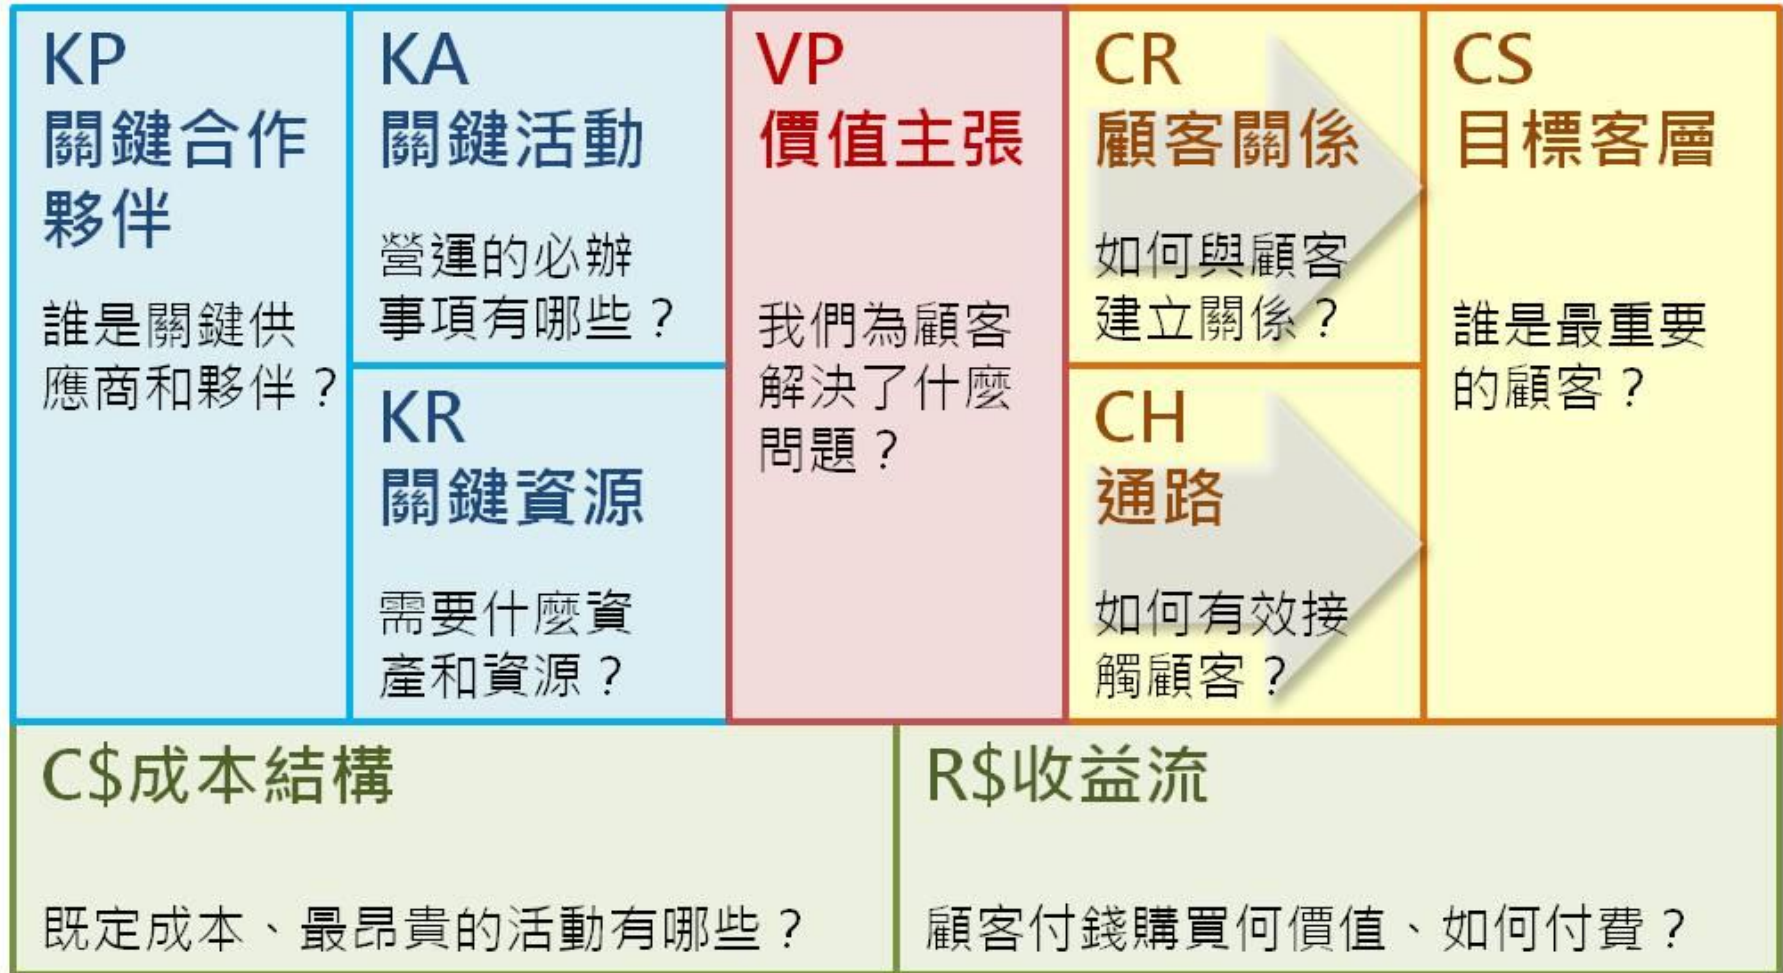 KP
關鍵合作
夥伴
誰是關鍵供
應商和夥伴？
KA
關鍵活動
營運的必辦
事項有哪些？
KR
關鍵資源
需要什麼資
產和資源？
VP
價值主張
我們為顧客
解決了什麼
問題？
CR
顧客關係
如何與顧客
建立關係？
CH
通路
如何有效接
觸顧客？
CS
目標客層
誰是最重要
的顧客？
C$成本結構
既定成本、最昂貴的活動有哪些？
R$收益流
顧客付錢購買何價值、如何付費？